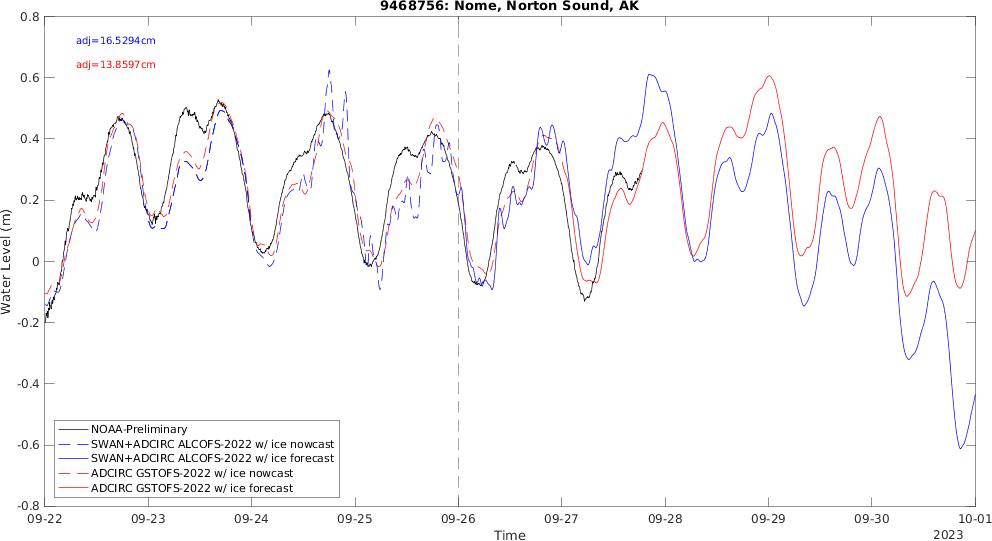 9468756: Nome, Norton Sound, AK
0.8
adj=16.5294cm
adj=13.8597cm
0.6
0.4
0.2
0
-0.2
-0.4
-0.6
-0.8
Water Level (m)
NOAA-Preliminary
SWAN+ADCIRC ALCOFS-2022 w/ ice nowcast
SWAN+ADCIRC ALCOFS-2022 w/ ice forecast
ADCIRC GSTOFS-2022 w/ ice nowcast
ADCIRC GSTOFS-2022 w/ ice forecast
09-22 09-23 09-24 09-25 09-26 09-27 09-28 09-29 09-30 10-01
Time
2023